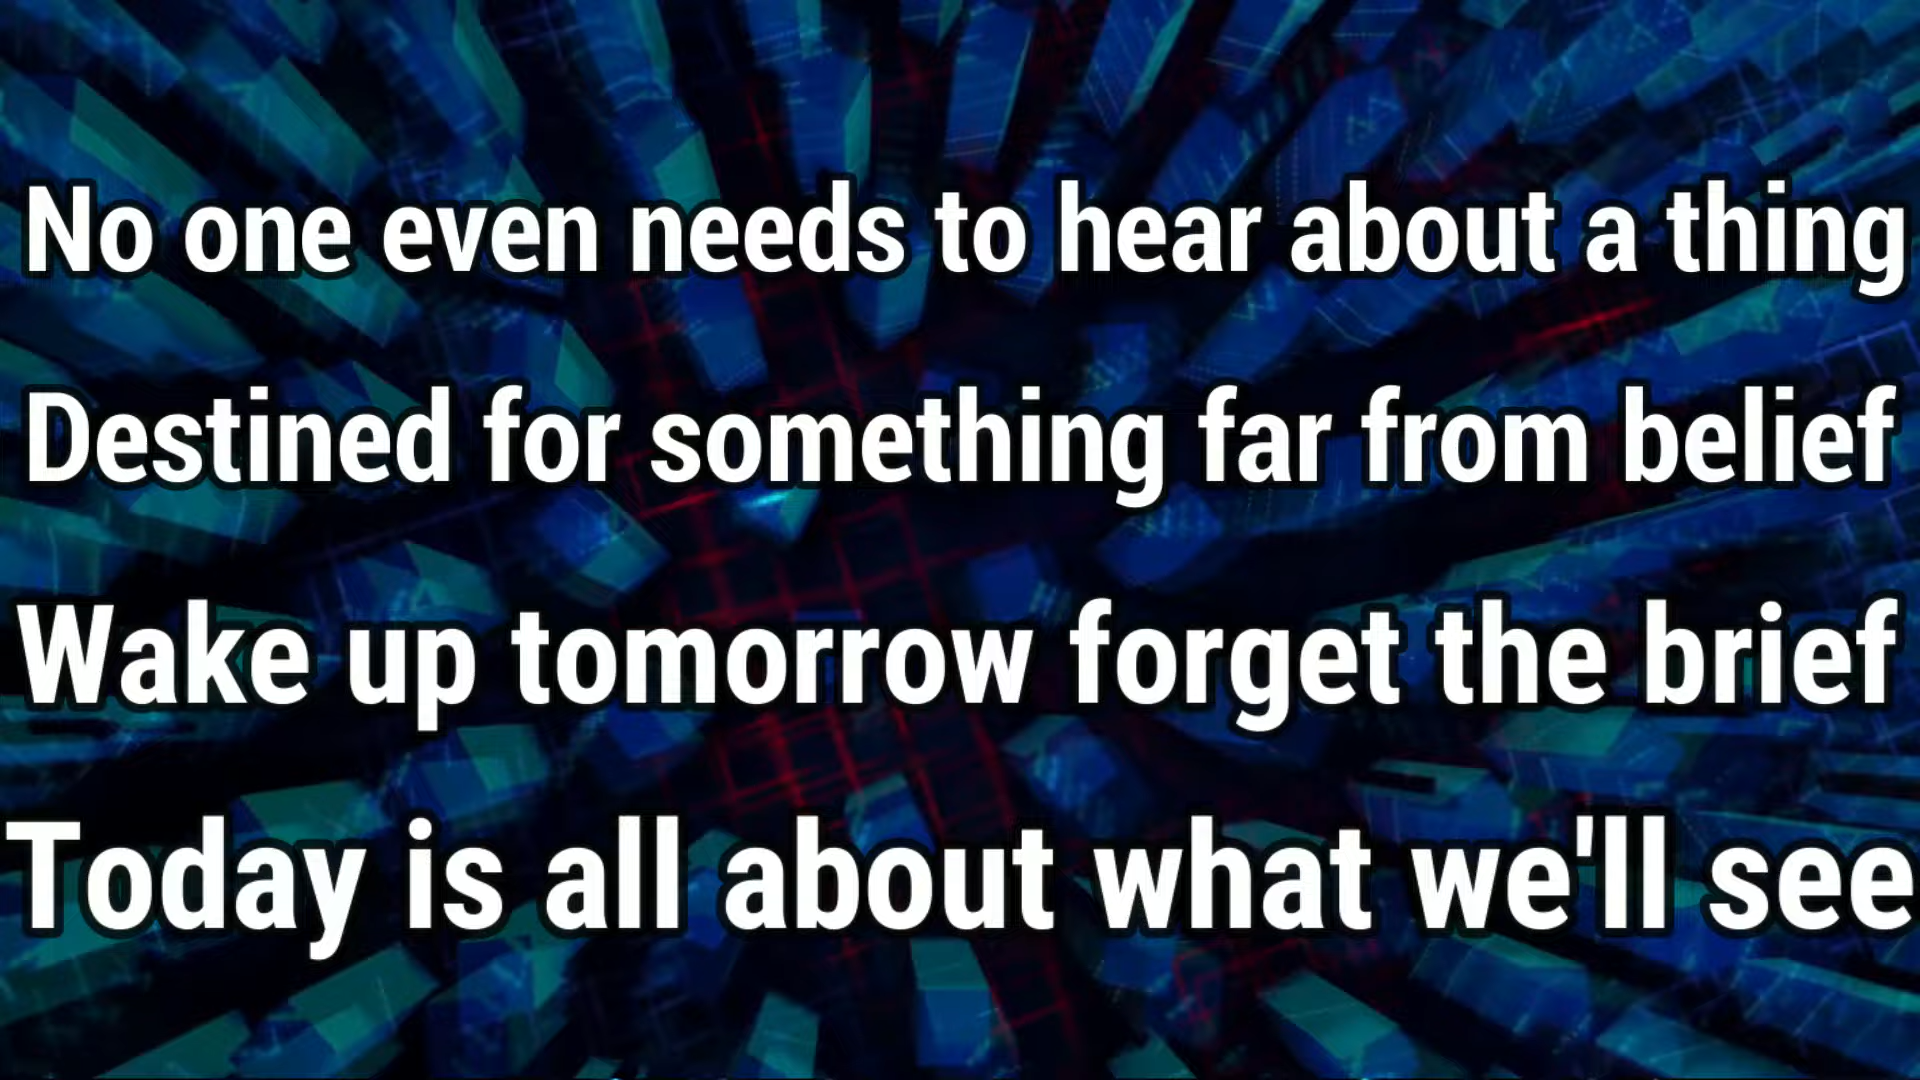 No one even needs to hear about a thing
Destined for something far from belief
Wake up tomorrow forget the brief
Today is all about what we'll see